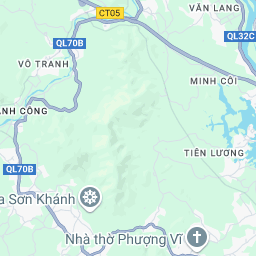 VĂN LANG
CT05
QL32C
QL70B
VÔ TRANH
MINH CÔI
ANH CÔNG
TIÊN LƯƠNG
QL70B
a Sơn Khánh
Nhà thờ Phượng Vĩ